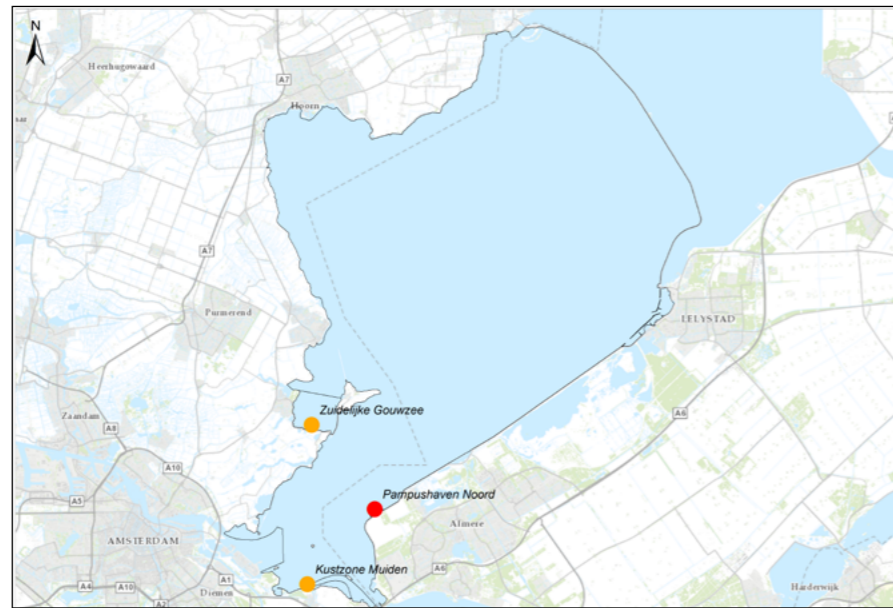 N
Heerhugowaard
A7
Hoorn
A7
Purmerend
LELYSTAD
Zuidelijke Gouwzee
Zaandam
A8
A6
A10
Pampushaven Noord
A5
Almere
AMSTERDAM
Kustzone Muiden
A6
A1
A4
A10
Diemen
Harderwijk
A2